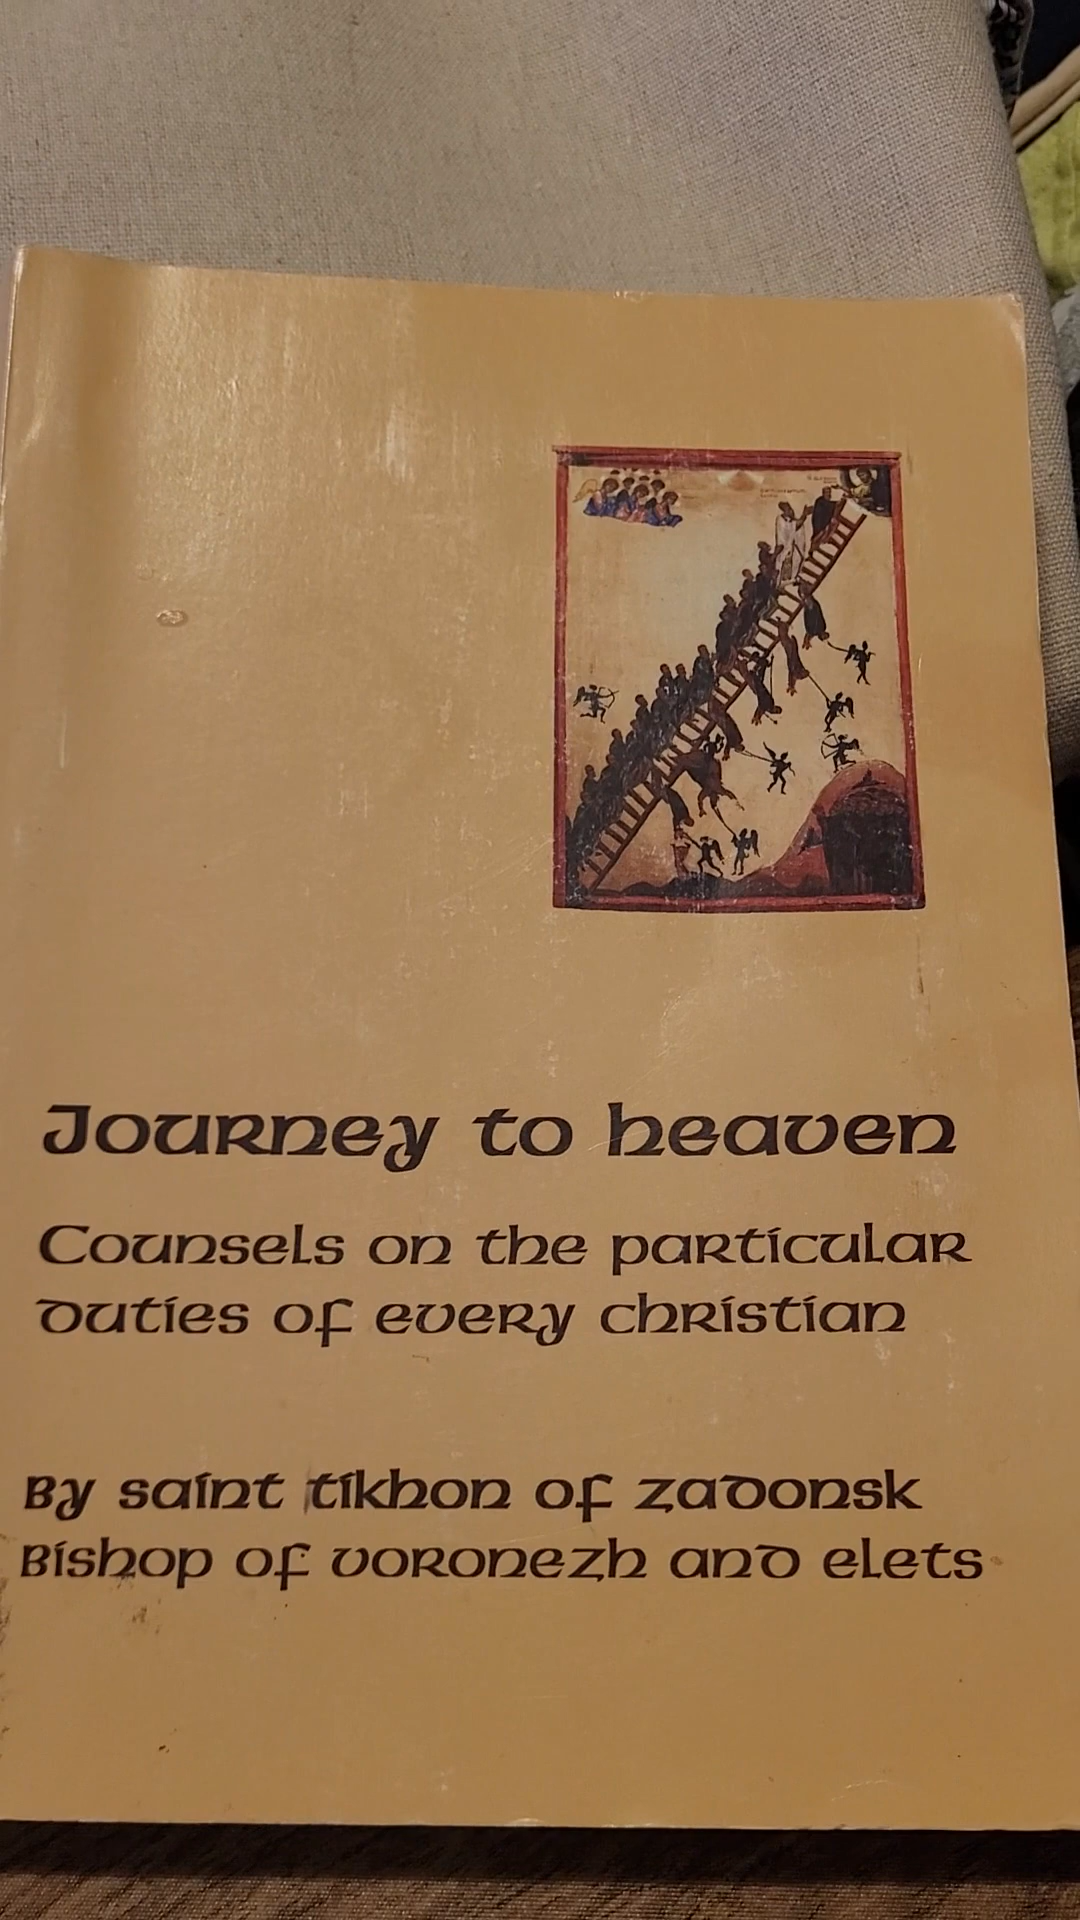 Journey to heaven
Counsels on the particular
duties of every christian
By saint tikhon of zadonsk
Bishop of voronezh and elets